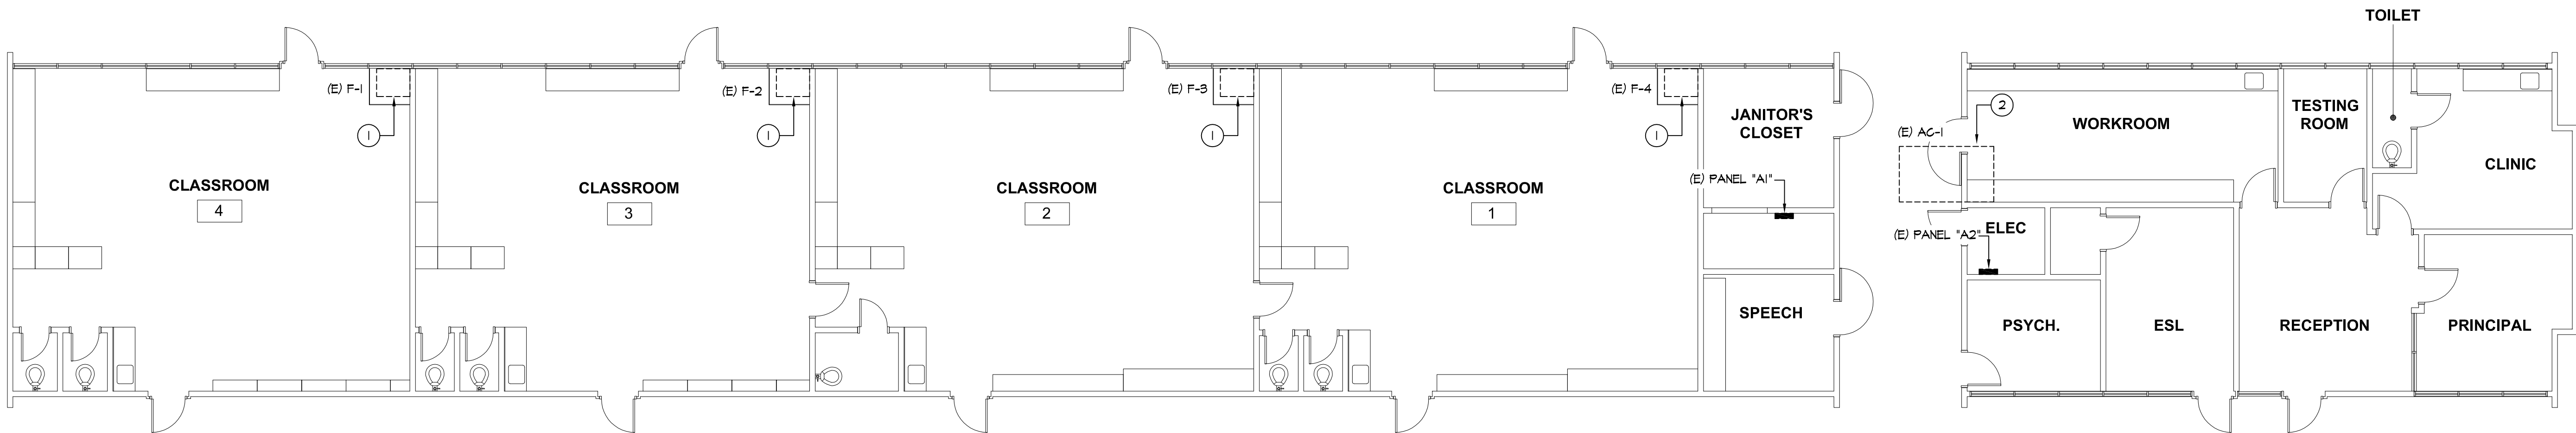 TOILET
(E) F-1
(E) F-2
(E) F-3
(E) F-4
1
1
1
1
2
JANITOR'S
CLOSET
WORKROOM
TESTING
ROOM
(E) AC-1
CLINIC
CLASSROOM
4
CLASSROOM
3
CLASSROOM
2
CLASSROOM
1
(E) PANEL "A1"
(E) PANEL "A2"
ELEC
SPEECH
PSYCH.
ESL
RECEPTION
PRINCIPAL